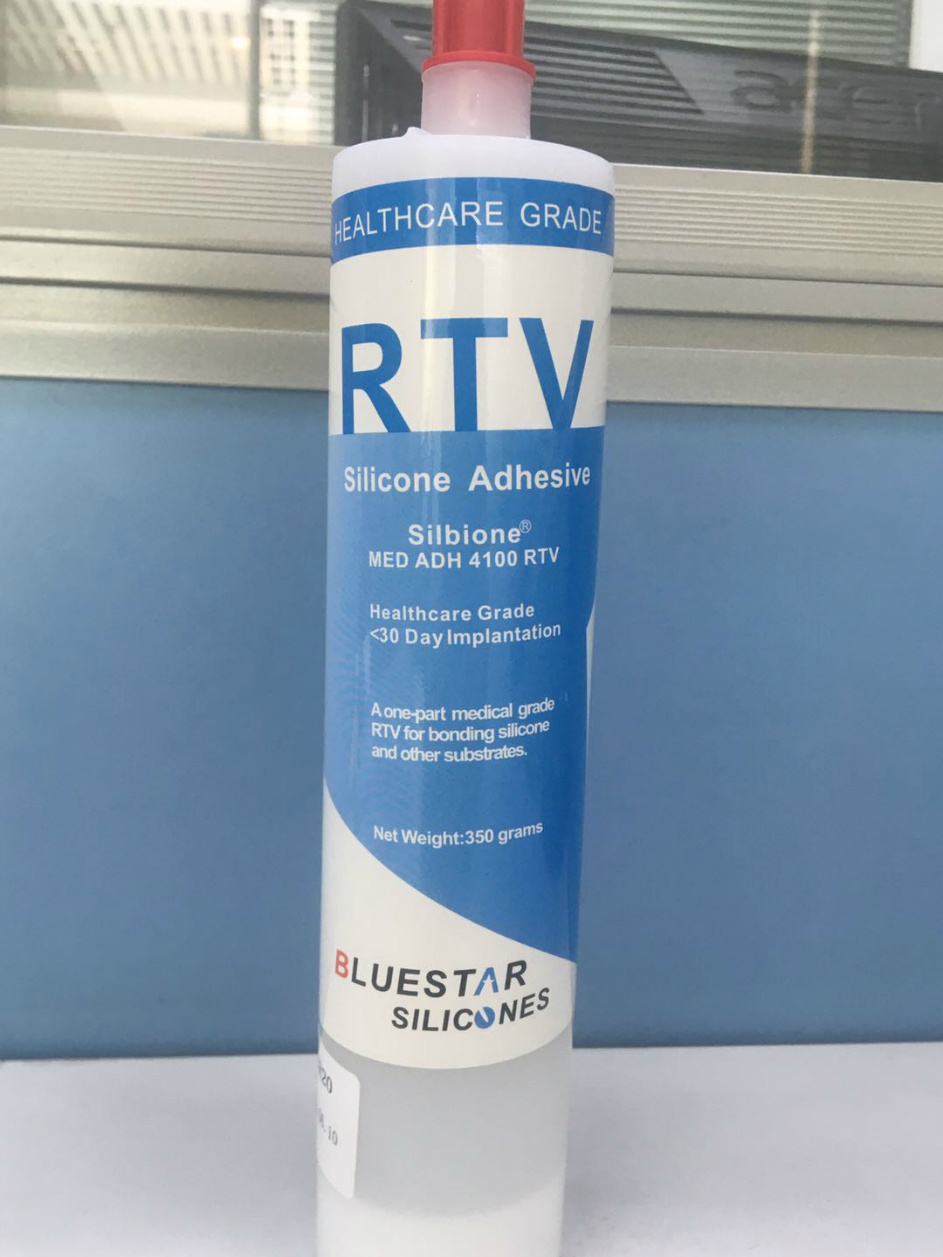 HEALTHCARE GRADE
RTV
Silicone Adhesive
Silbione®
MED ADH 4100 RTV
Healthcare Grade
<30 Day Implantation
A one-part medical grade
RTV for bonding silicone
and other substrates.
Net Weight:350 grams
BLUESTAR
SILICONES